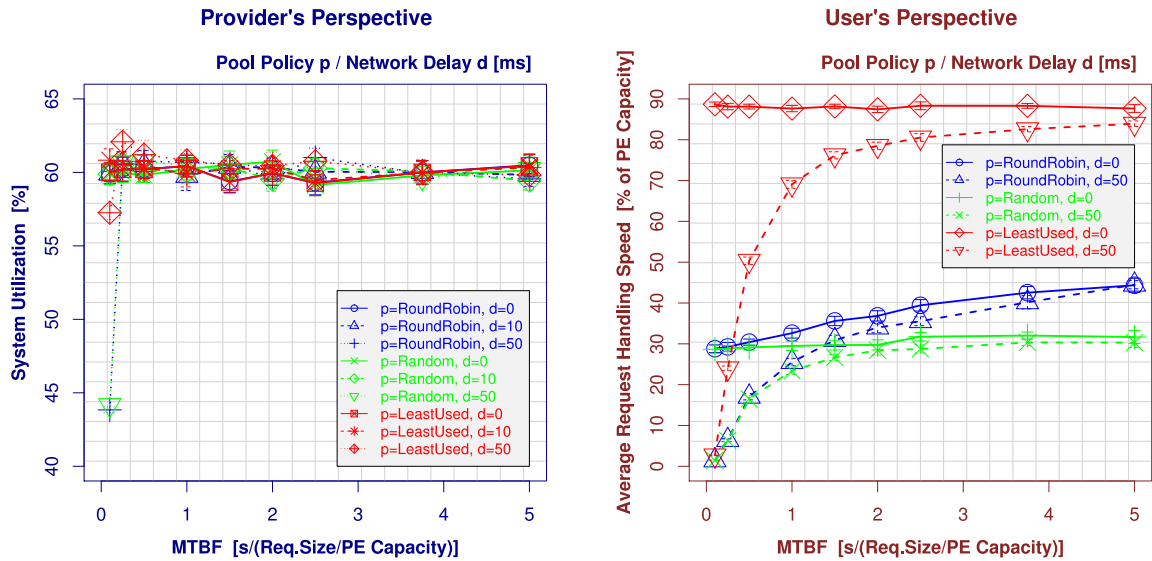 Provider's Perspective
Pool Policy p / Network Delay d [ms]
System Utilization [%]
65
60
55
50
45
40
p=RoundRobin, d=0
p=RoundRobin, d=10
p=RoundRobin, d=50
p=Random, d=0
p=Random, d=10
p=Random, d=50
p=LeastUsed, d=0
p=LeastUsed, d=10
p=LeastUsed, d=50
0 1 2 3 4 5
MTBF [s/(Req.Size/PE Capacity)]
User's Perspective
Pool Policy p / Network Delay d [ms]
Average Request Handling Speed [% of PE Capacity]
90
80
70
60
50
40
30
20
10
0
p=RoundRobin, d=0
p=RoundRobin, d=50
p=Random, d=0
p=Random, d=50
p=LeastUsed, d=0
p=LeastUsed, d=50
0 1 2 3 4 5
MTBF [s/(Req.Size/PE Capacity)]